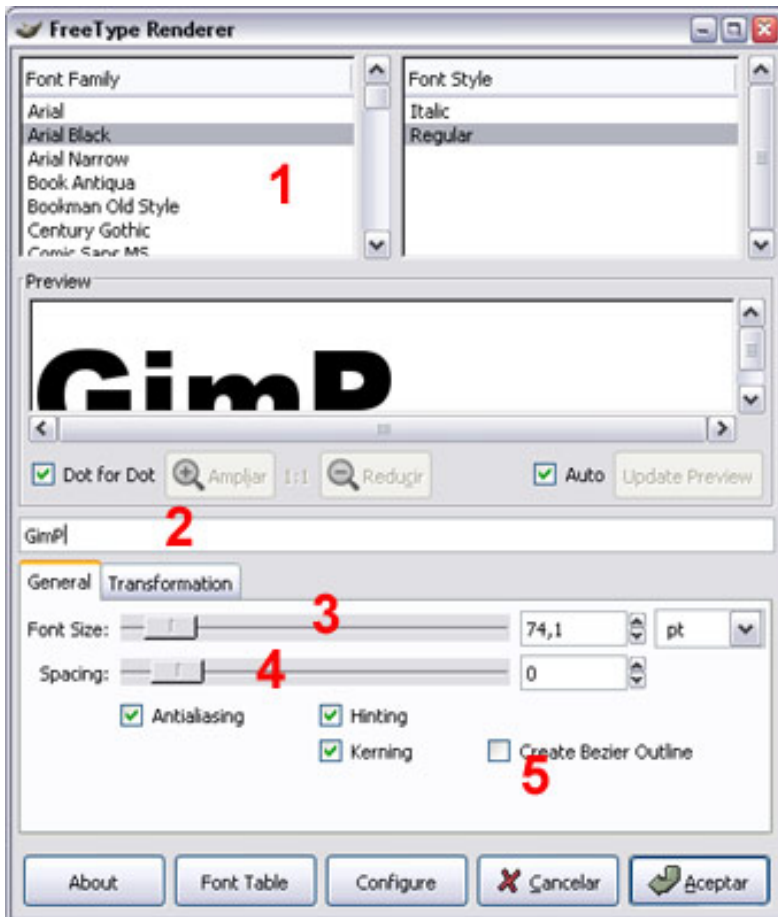 FreeType Renderer
Font Family
Font Style
Arial
Italic
Arial Black
Regular
Arial Narrow
1
Book Antiqua
Bookman Old Style
Century Gothic
Comic Sans MS
Preview
GimP
Dot for Dot Ampliar 1:1 Reducir Auto Update Preview
2
GimP
General Transformation
3
Font Size: 74,1 pt
4
Spacing: 0
Antialiasing Hinting
Kerning Create Bezier Outline
5
About Font Table Configure Cancelar Aceptar